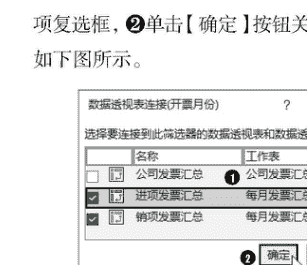 项复选框，❷单击【确定】按钮关
如下图所示。
数据透视表连接(开票月份) ?
选择要连接到此筛选器的数据透视表和数据透
名称 工作表
公司发票汇总 ❶ 公司发票汇总
进项发票汇总 每月发票汇总
销项发票汇总 每月发票汇总
❷ 确定